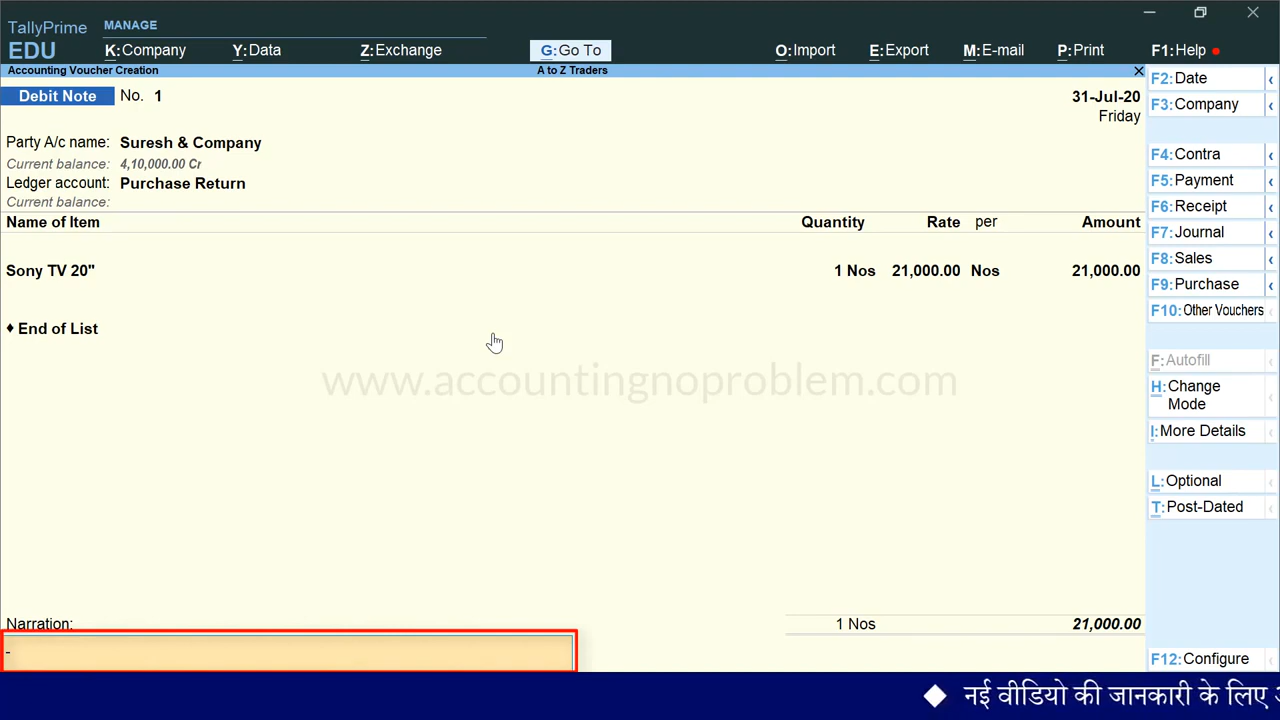 TallyPrime
EDU
MANAGE
K:Company Y:Data Z:Exchange G:Go To O:Import E:Export M:E-mail P:Print F1:Help
Accounting Voucher Creation A to Z Traders
Debit Note No. 1 31-Jul-20
Friday
Party A/c name: Suresh & Company
Current balance: 4,10,000.00 Cr
Ledger account: Purchase Return
Current balance:
Name of Item Quantity Rate per Amount
Sony TV 20" 1 Nos 21,000.00 Nos 21,000.00
♦ End of List
www.accountingnoproblem.com
Narration: 1 Nos 21,000.00
-
F2:Date
F3:Company
F4:Contra
F5:Payment
F6:Receipt
F7:Journal
F8:Sales
F9:Purchase
F10:Other Vouchers
F:Autofill
H:Change
Mode
I:More Details
L:Optional
T:Post-Dated
F12:Configure
नई वीडियो की जानकारी के लिए